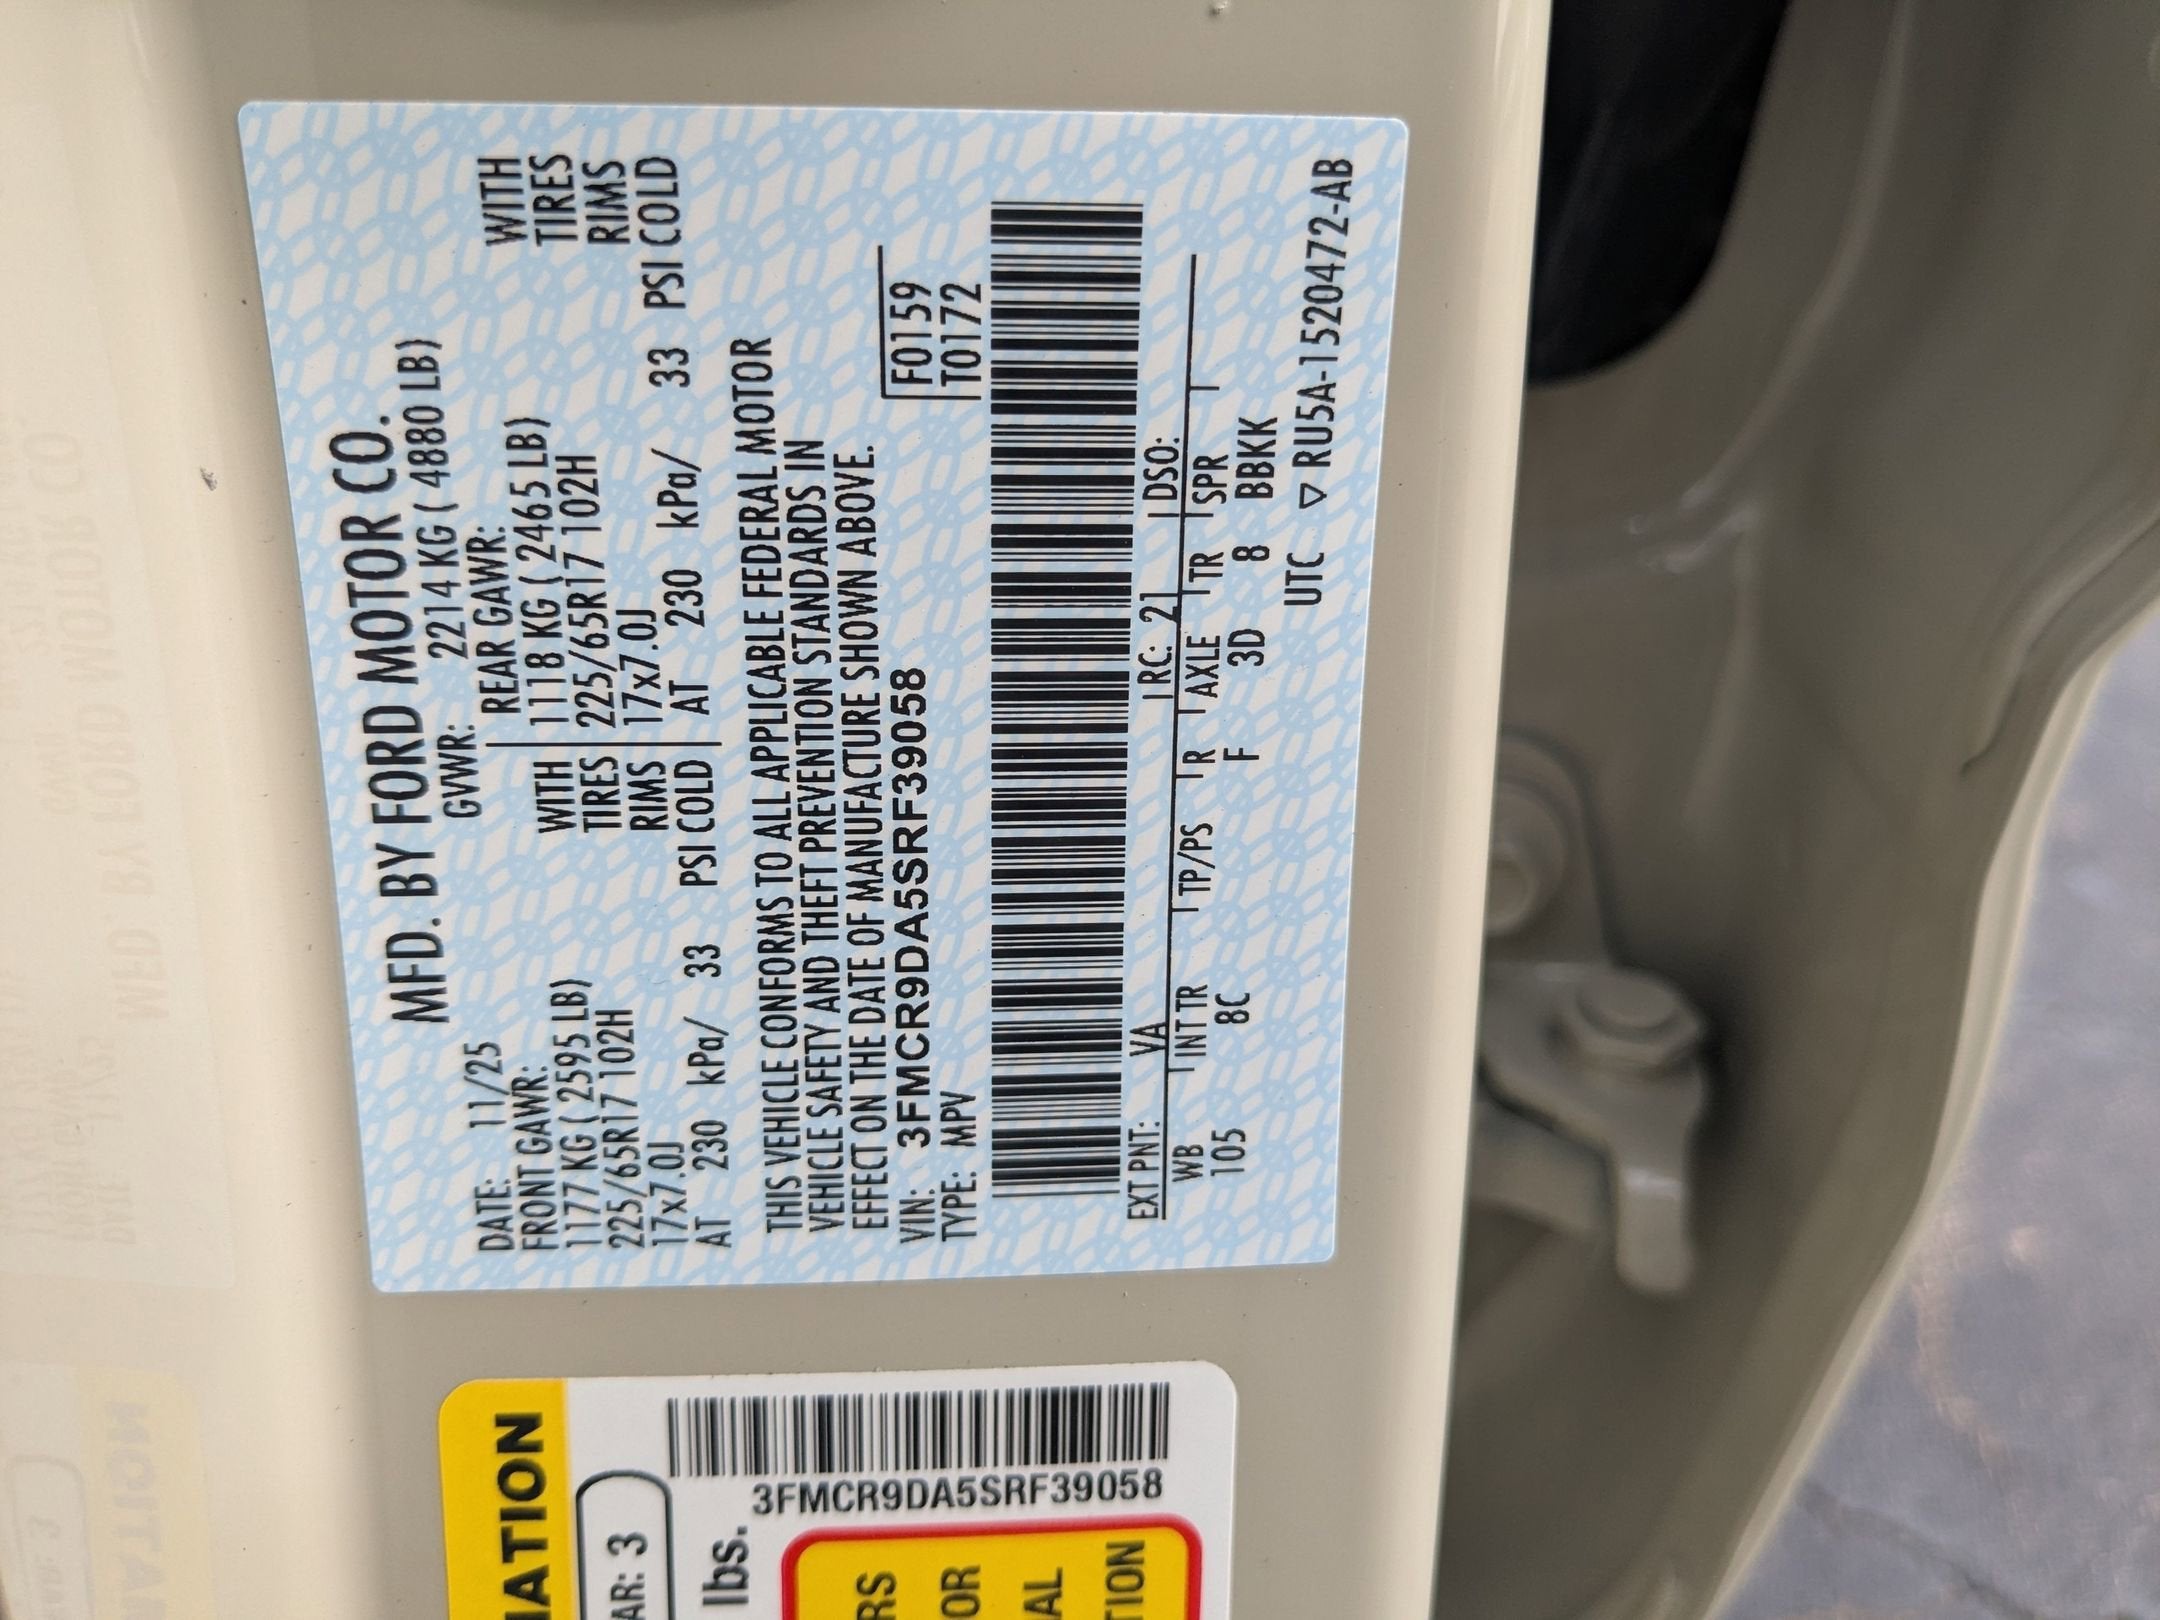 MFD. BY FORD MOTOR CO.
DATE: 11/25 GVWR: 2214 KG ( 4880 LB)
FRONT GAWR: REAR GAWR:
1177 KG ( 2595 LB) WITH 1118 KG ( 2465 LB) WITH
225/65R17 102H TIRES 225/65R17 102H TIRES
17x7.0J RIMS 17x7.0J RIMS
AT 230 kPa/ 33 PSI COLD AT 230 kPa/ 33 PSI COLD
THIS VEHICLE CONFORMS TO ALL APPLICABLE FEDERAL MOTOR
VEHICLE SAFETY AND THEFT PREVENTION STANDARDS IN
EFFECT ON THE DATE OF MANUFACTURE SHOWN ABOVE.
VIN: 3FMCR9DA5SRF39058 F0159
TYPE: MPV T0172
EXT PNT: VA RC: 21 DSO:
WB INT TR TP/PS R AXLE TR SPR
105 8C F 3D 8 BBKK
UTC ▽ RU5A-1520472-AB
3FMCR9DA5SRF39058
lbs.